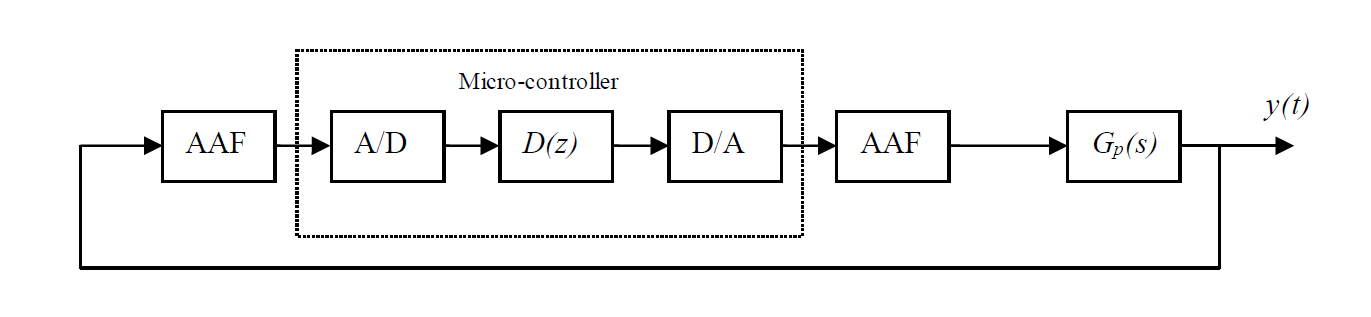 Micro-controller
y(t)
AAF A/D D(z) D/A AAF Gp(s)